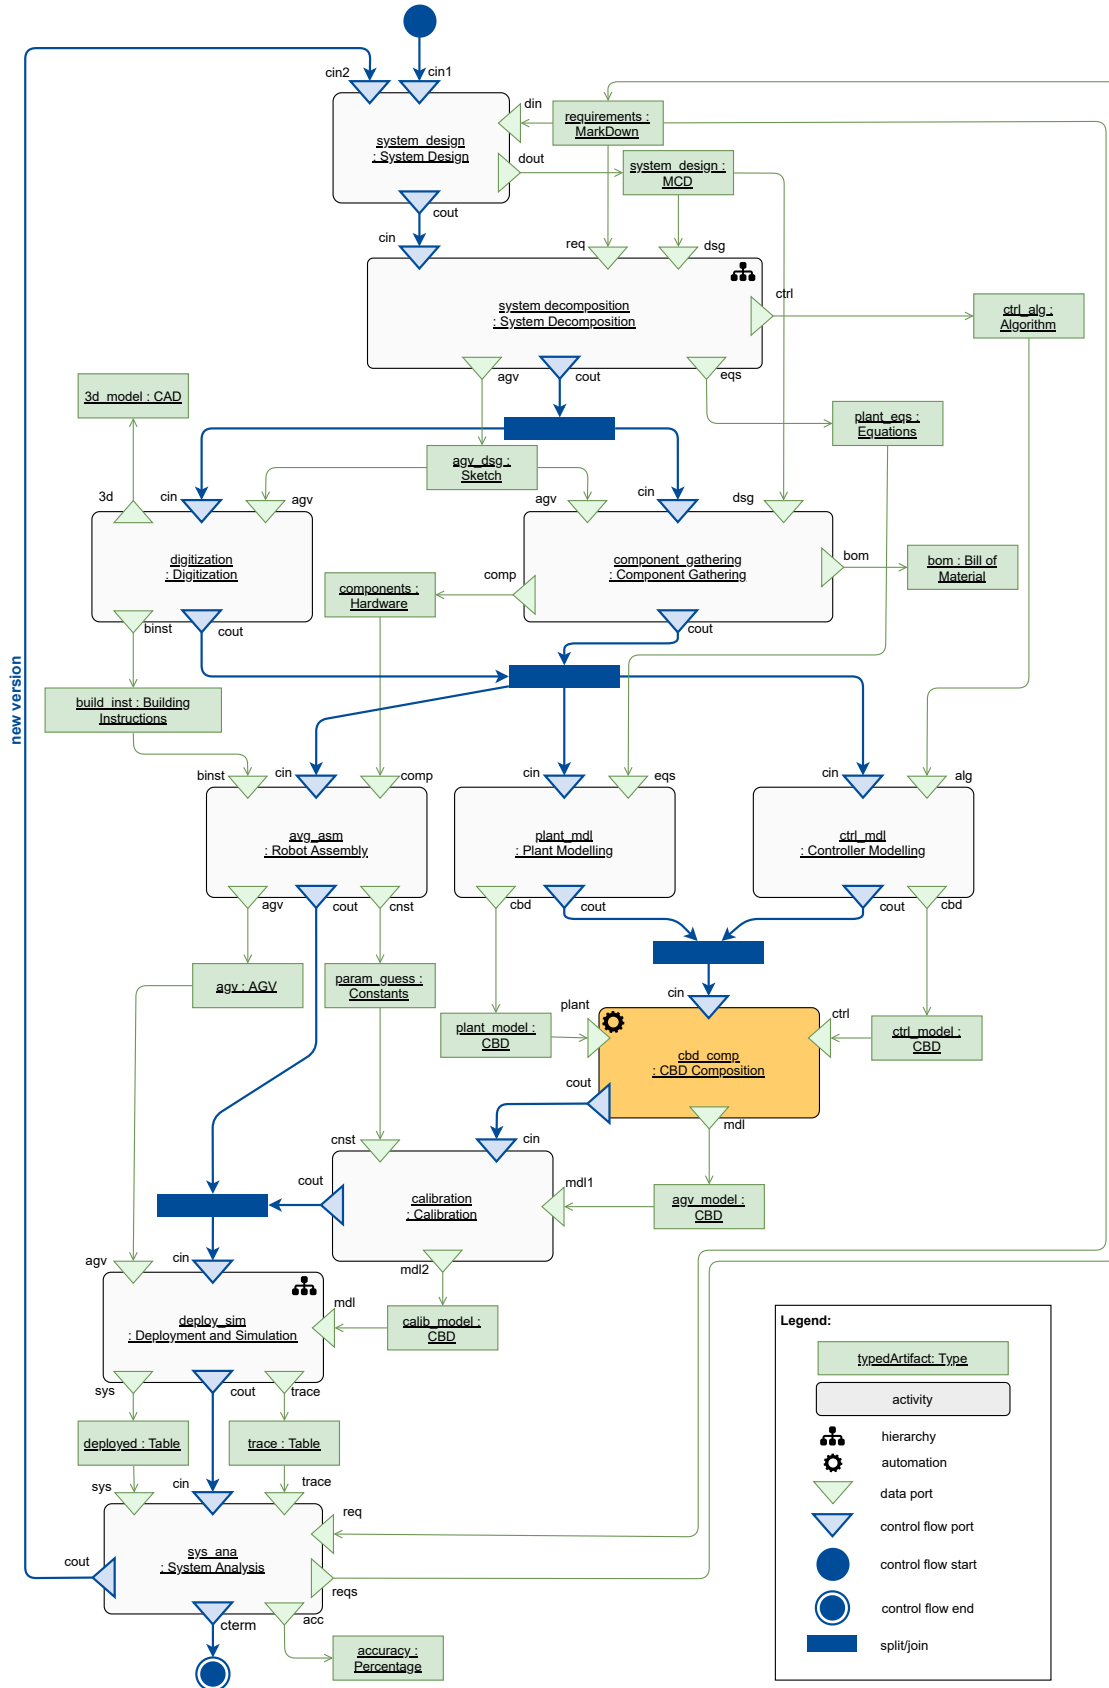 cin2
cin1
din
requirements :
MarkDown
system_design
: System Design
dout
system_design :
MCD
cout
cin
req
dsg
system decomposition
: System Decomposition
ctrl
ctrl_alg :
Algorithm
agv
cout
eqs
3d_model : CAD
plant_eqs :
Equations
agv_dsg :
Sketch
3d
cin
agv
agv
cin
dsg
digitization
: Digitization
component_gathering
: Component Gathering
bom
bom : Bill of
Material
comp
components :
Hardware
binst
cout
cout
new version
build_inst : Building
Instructions
binst
cin
comp
cin
eqs
cin
alg
avg_asm
: Robot Assembly
plant_mdl
: Plant Modelling
ctrl_mdl
: Controller Modelling
agv
cout
cnst
cbd
cout
cout
cbd
agv : AGV
param_guess :
Constants
cin
plant
ctrl
plant_model :
CBD
ctrl_model :
CBD
cbd_comp
: CBD Composition
cout
mdl
cnst
cin
cout
mdl1
calibration
: Calibration
agv_model :
CBD
agv
cin
mdl2
mdl
deploy_sim
: Deployment and Simulation
calib_model :
CBD
sys
cout
trace
deployed : Table
trace : Table
sys
cin
trace
req
sys_ana
: System Analysis
cout
reqs
cterm
acc
accuracy :
Percentage
Legend:
typedArtifact: Type
activity
hierarchy
automation
data port
control flow port
control flow start
control flow end
split/join